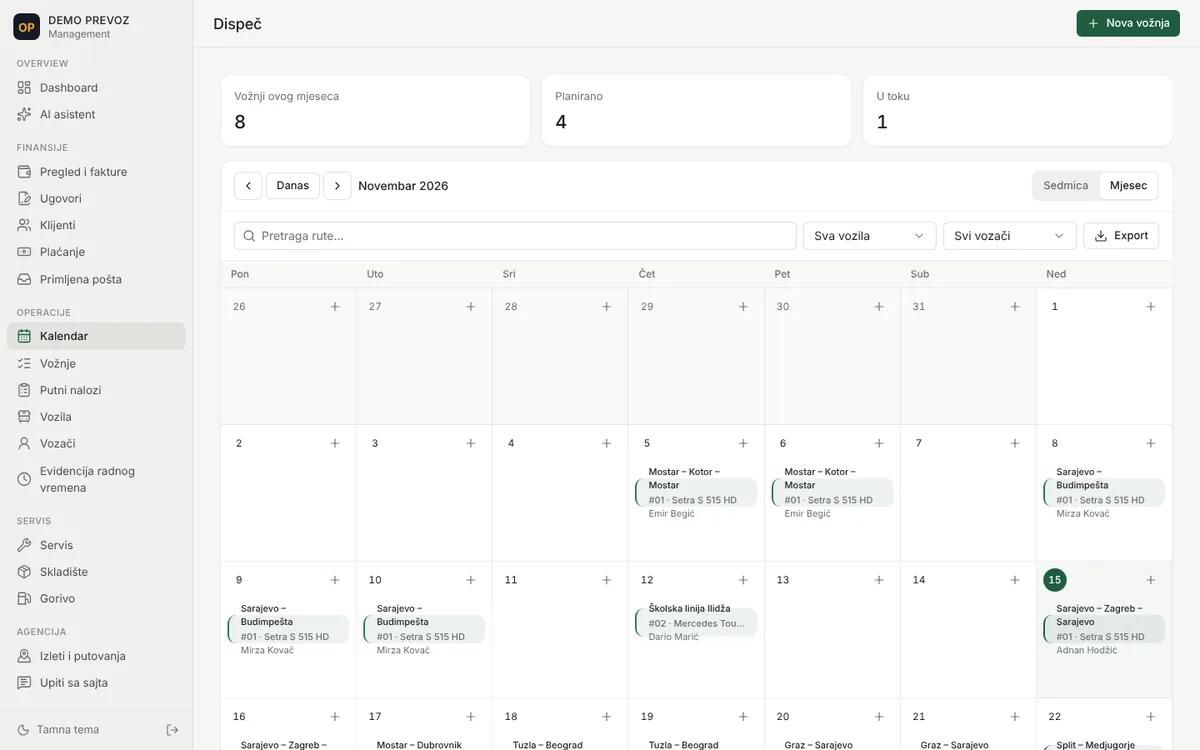 OP
DEMO PREVOZ
Management
OVERVIEW
Dashboard
AI asistent
FINANSIJE
Pregled i fakture
Ugovori
Klijenti
Plaćanje
Primljena pošta
OPERACIJE
Kalendar
Vožnje
Putni nalozi
Vozila
Vozači
Evidencija radnog
vremena
SERVIS
Servis
Skladište
Gorivo
AGENCIJA
Izleti i putovanja
Upiti sa sajta
Tamna tema
Dispeč
Nova vožnja
Vožnji ovog mjeseca
8
Planirano
4
U toku
1
Danas
Novembar 2026
Sedmica
Mjesec
Pretraga rute...
Sva vozila
Svi vozači
Export
Pon
Uto
Sri
Čet
Pet
Sub
Ned
26
27
28
29
30
31
1
2
3
4
5
Mostar – Kotor –
Mostar
#01 · Setra S 515 HD
Emir Begić
6
Mostar – Kotor –
Mostar
#01 · Setra S 515 HD
Emir Begić
7
8
Sarajevo –
Budimpešta
#01 · Setra S 515 HD
Mirza Kovač
9
Sarajevo –
Budimpešta
#01 · Setra S 515 HD
Mirza Kovač
10
Sarajevo –
Budimpešta
#01 · Setra S 515 HD
Mirza Kovač
11
12
Školska linija Ilidža
#02 · Mercedes Tou...
Dario Marić
13
14
15
Sarajevo – Zagreb –
Sarajevo
#01 · Setra S 515 HD
Adnan Hodžić
16
Sarajevo – Zagreb –
17
Mostar – Dubrovnik
18
Tuzla – Beograd
19
Tuzla – Beograd
20
Graz – Sarajevo
21
Graz – Sarajevo
22
Split – Medjugorje